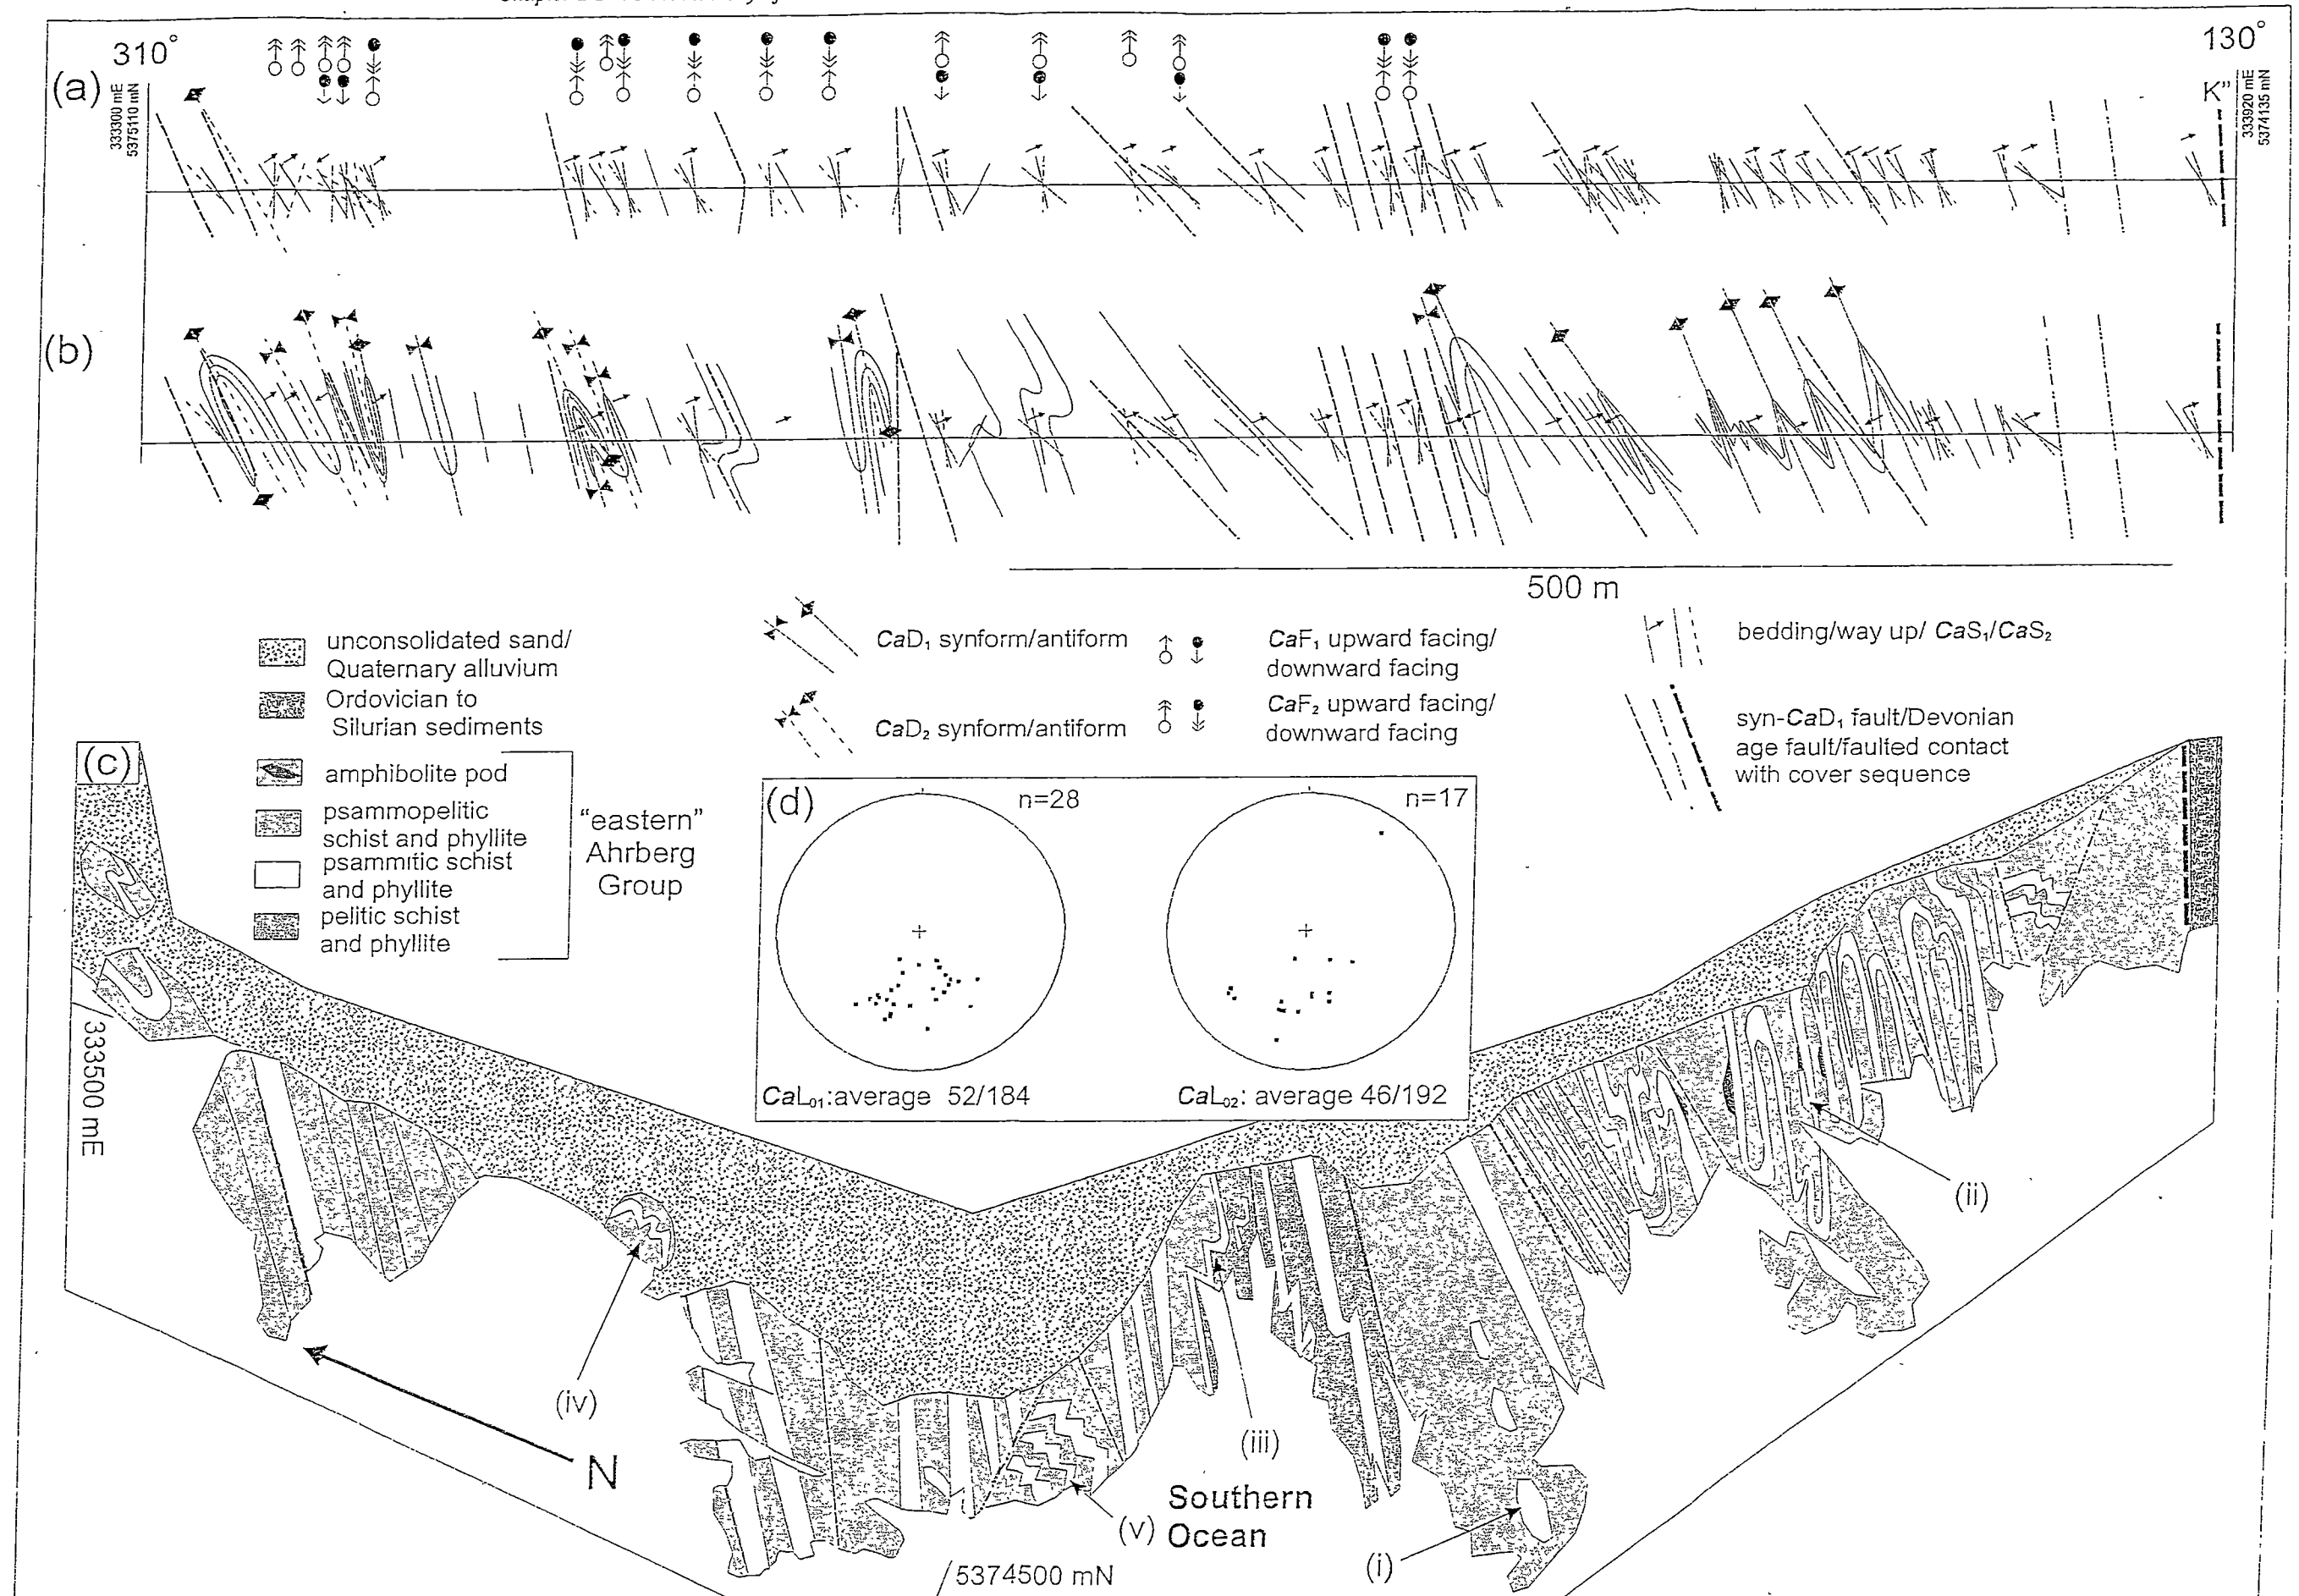 310°
130°
(a)
333300 mE
5375110 mN
K"
333920 mE
5374135 mN
(b)
500 m
unconsolidated sand/
Quaternary alluvium
Ordovician to
Silurian sediments
amphibolite pod
psammopelitic
schist and phyllite
psammitic schist
and phyllite
pelitic schist
and phyllite
"eastern"
Ahrberg
Group
CaD₁ synform/antiform
CaD₂ synform/antiform
CaF₁ upward facing/
downward facing
CaF₂ upward facing/
downward facing
bedding/way up/ CaS₁/CaS₂
syn-CaD₁ fault/Devonian
age fault/faulted contact
with cover sequence
(c)
(d)
n=28
n=17
CaL₀₁:average 52/184
CaL₀₂: average 46/192
333500 mE
(ii)
(iv)
N
(iii)
Southern
Ocean
(v)
(i)
5374500 mN